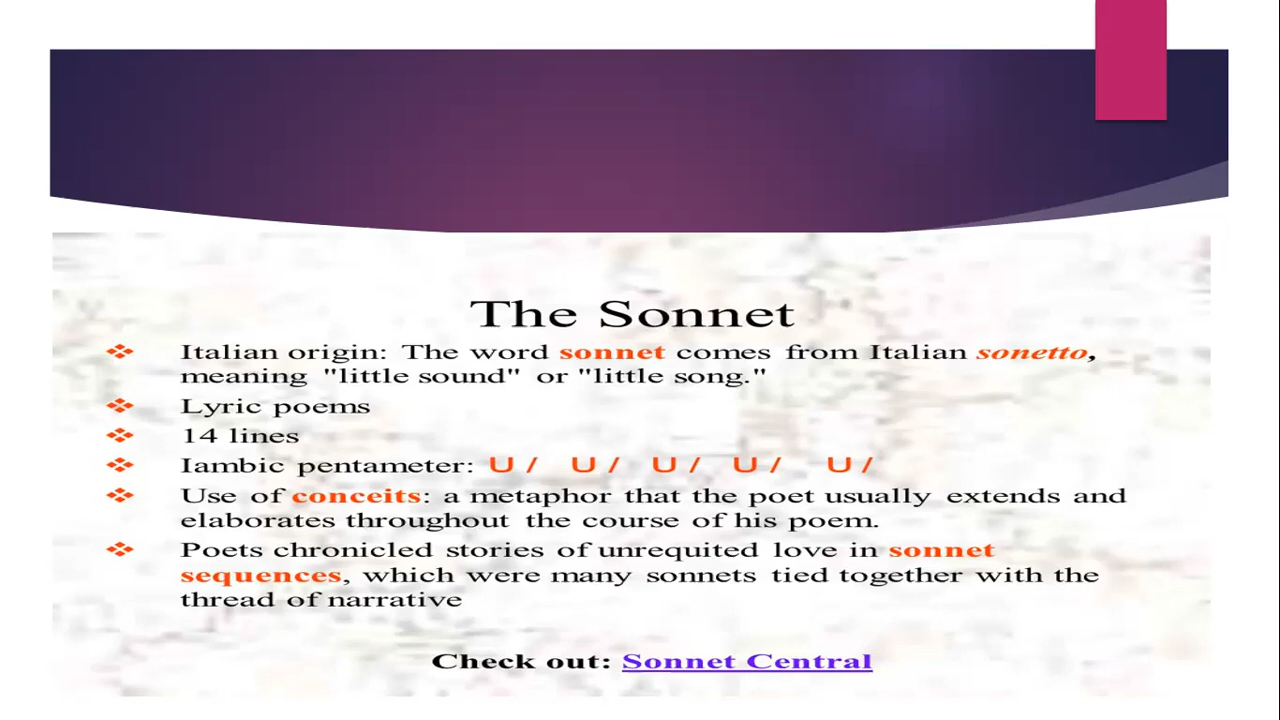 The Sonnet
❖ Italian origin: The word sonnet comes from Italian sonetto,
meaning "little sound" or "little song."
❖ Lyric poems
❖ 14 lines
❖ Iambic pentameter: U / U / U / U / U /
❖ Use of conceits: a metaphor that the poet usually extends and
elaborates throughout the course of his poem.
❖ Poets chronicled stories of unrequited love in sonnet
sequences, which were many sonnets tied together with the
thread of narrative
Check out: Sonnet Central